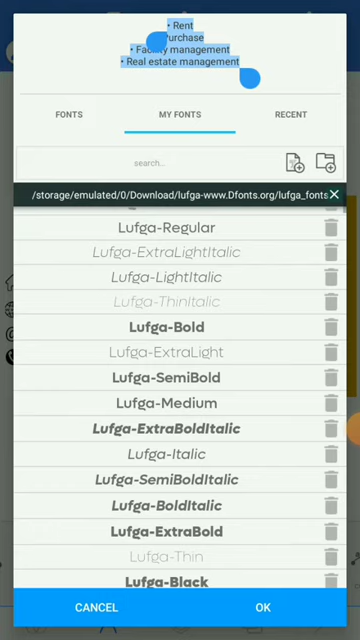 • Rent
Purchase
• Facility management
• Real estate management
FONTS
MY FONTS
RECENT
search...
/storage/emulated/0/Download/lufga-www.Dfonts.org/lufga_fonts
Lufga-Regular
Lufga-ExtraLightItalic
Lufga-LightItalic
Lufga-ThinItalic
Lufga-Bold
Lufga-ExtraLight
Lufga-SemiBold
Lufga-Medium
Lufga-ExtraBoldItalic
Lufga-Italic
Lufga-SemiBoldItalic
Lufga-BoldItalic
Lufga-ExtraBold
Lufga-Thin
Lufga-Black
CANCEL
OK